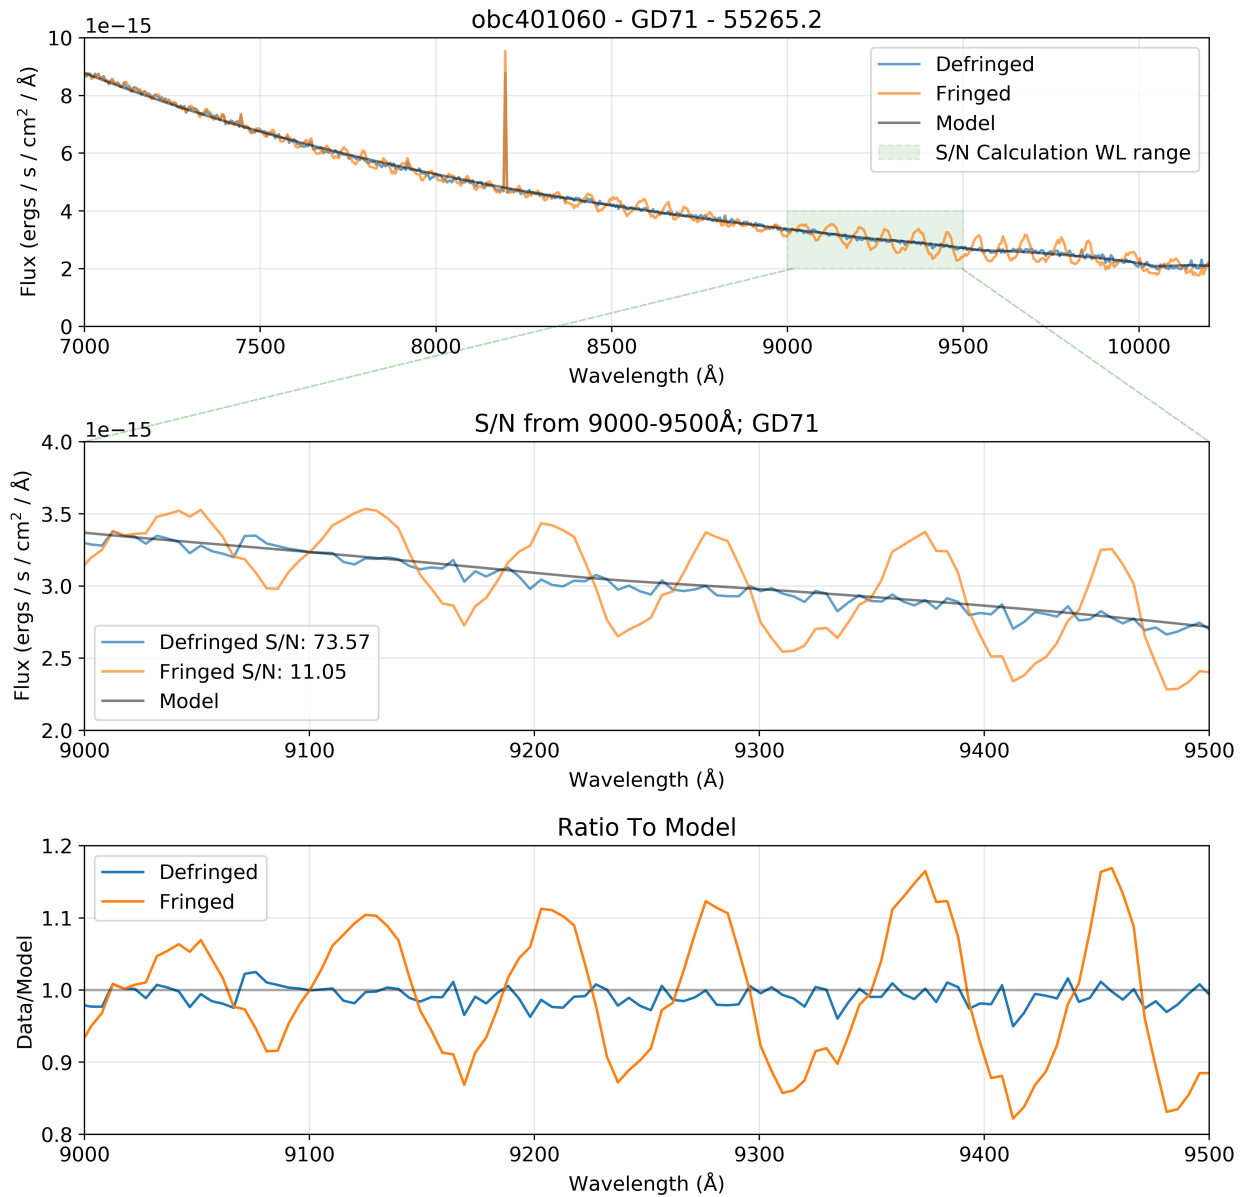 obc401060 - GD71 - 55265.2
1e−15
10
8
6
4
2
0
Flux (ergs / s / cm² / Å)
Defringed
Fringed
Model
S/N Calculation WL range
7000 7500 8000 8500 9000 9500 10000
Wavelength (Å)
S/N from 9000-9500Å; GD71
1e−15
4.0
3.5
3.0
2.5
2.0
Flux (ergs / s / cm² / Å)
Defringed S/N: 73.57
Fringed S/N: 11.05
Model
9000 9100 9200 9300 9400 9500
Wavelength (Å)
Ratio To Model
1.2
1.1
1.0
0.9
0.8
Data/Model
Defringed
Fringed
9000 9100 9200 9300 9400 9500
Wavelength (Å)